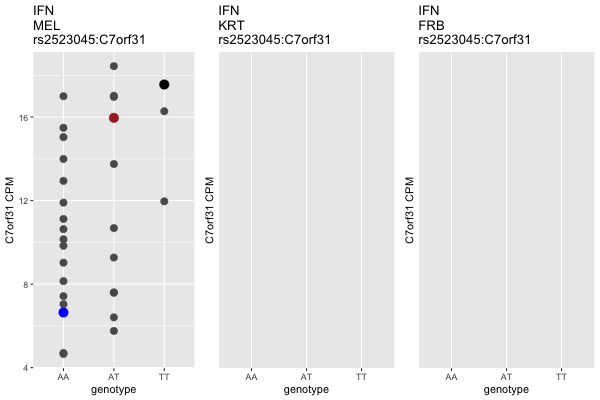 IFN
MEL
rs2523045:C7orf31
IFN
KRT
rs2523045:C7orf31
IFN
FRB
rs2523045:C7orf31
C7orf31 CPM
16
12
8
4
AA AT TT
genotype
C7orf31 CPM
AA AT TT
genotype
C7orf31 CPM
AA AT TT
genotype